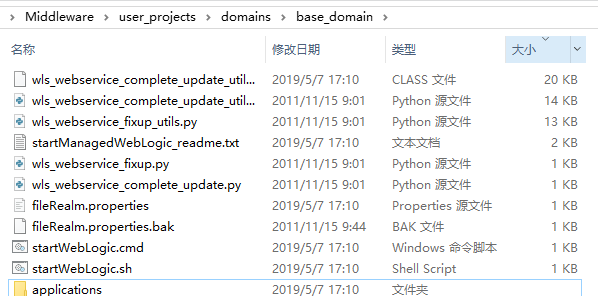 Middleware > user_projects > domains > base_domain >
名称 修改日期 类型 大小
wls_webservice_complete_update_util... 2019/5/7 17:10 CLASS 文件 20 KB
wls_webservice_complete_update_util... 2011/11/15 9:01 Python 源文件 14 KB
wls_webservice_fixup_utils.py 2011/11/15 9:01 Python 源文件 13 KB
startManagedWebLogic_readme.txt 2019/5/7 17:10 文本文档 2 KB
wls_webservice_fixup.py 2011/11/15 9:01 Python 源文件 1 KB
wls_webservice_complete_update.py 2011/11/15 9:01 Python 源文件 1 KB
fileRealm.properties 2019/5/7 17:10 Properties 源文件 1 KB
fileRealm.properties.bak 2011/11/15 9:44 BAK 文件 1 KB
startWebLogic.cmd 2019/5/7 17:10 Windows 命令脚本 1 KB
startWebLogic.sh 2019/5/7 17:10 Shell Script 1 KB
applications 2019/5/7 17:10 文件夹